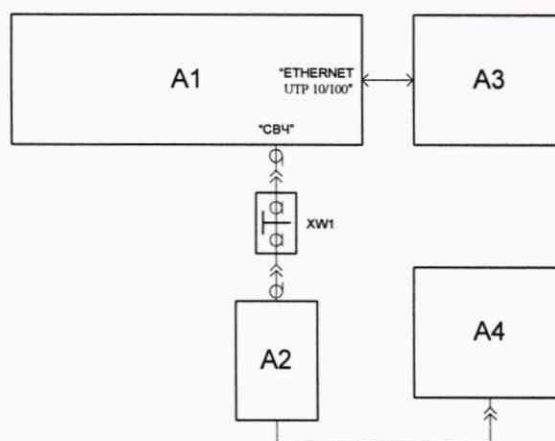 A1
"ETHERNET
UTP 10/100"
A3
"СВЧ"
XW1
A2
A4